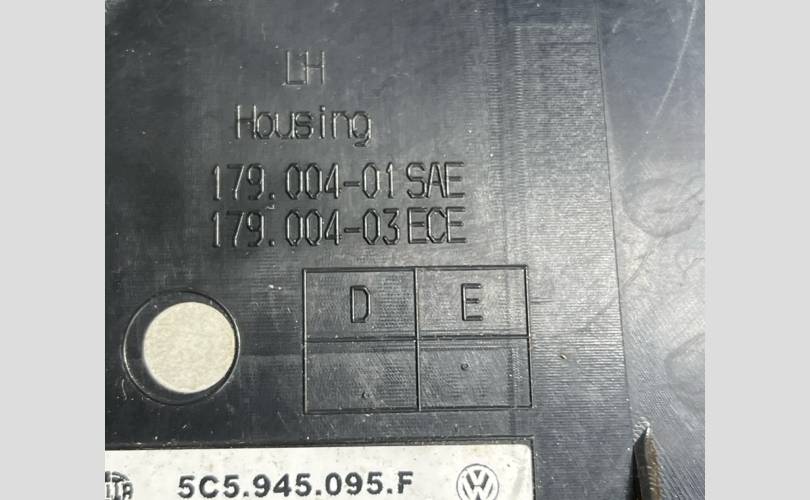 LH
Housing
179.004-01 SAE
179.004-03 ECE
D E
5C5.945.095.F